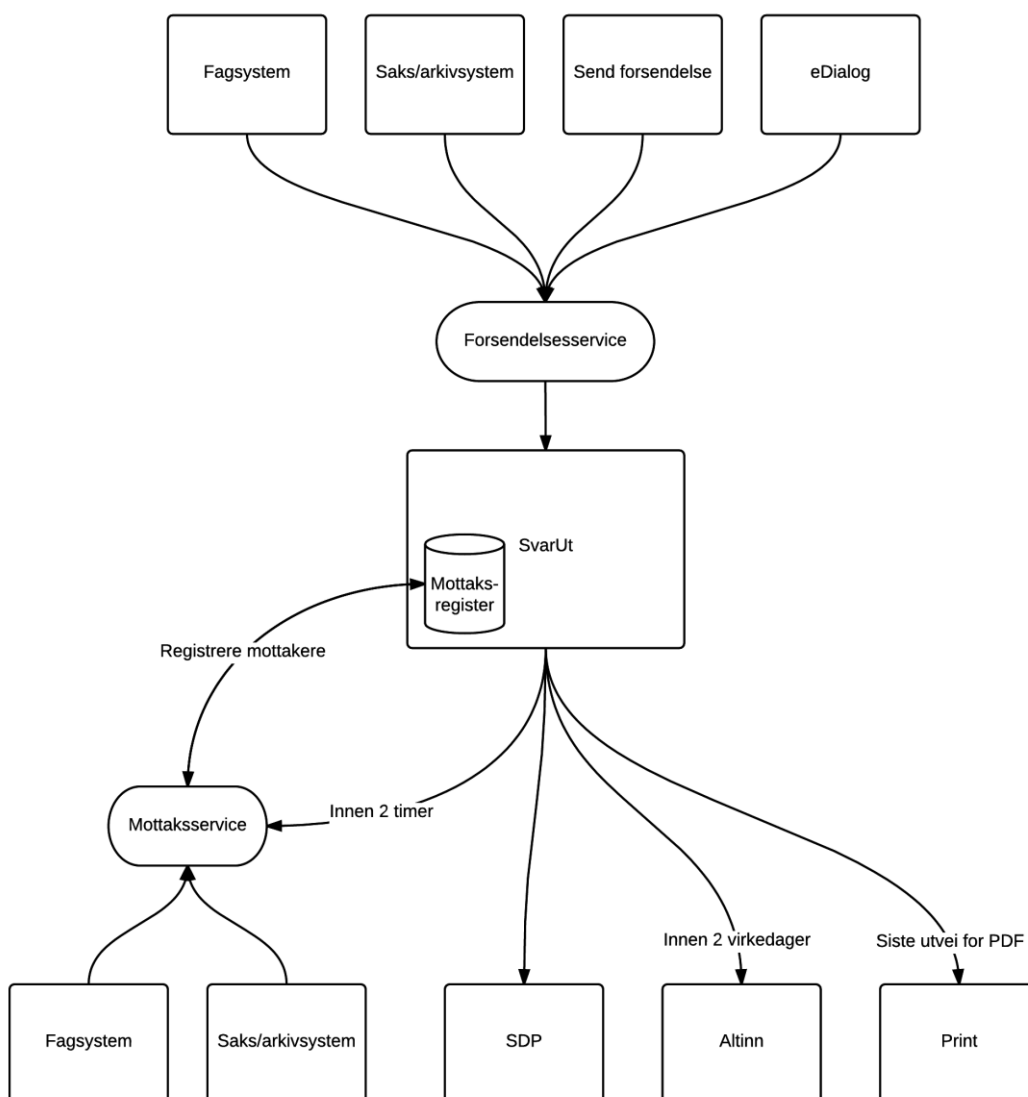 Fagsystem
Saks/arkivsystem
Send forsendelse
eDialog
Forsendelsesservice
SvarUt
Mottaks-
register
Registrere mottakere
Mottaksservice
Innen 2 timer
Innen 2 virkedager
Siste utvei for PDF
Fagsystem
Saks/arkivsystem
SDP
Altinn
Print